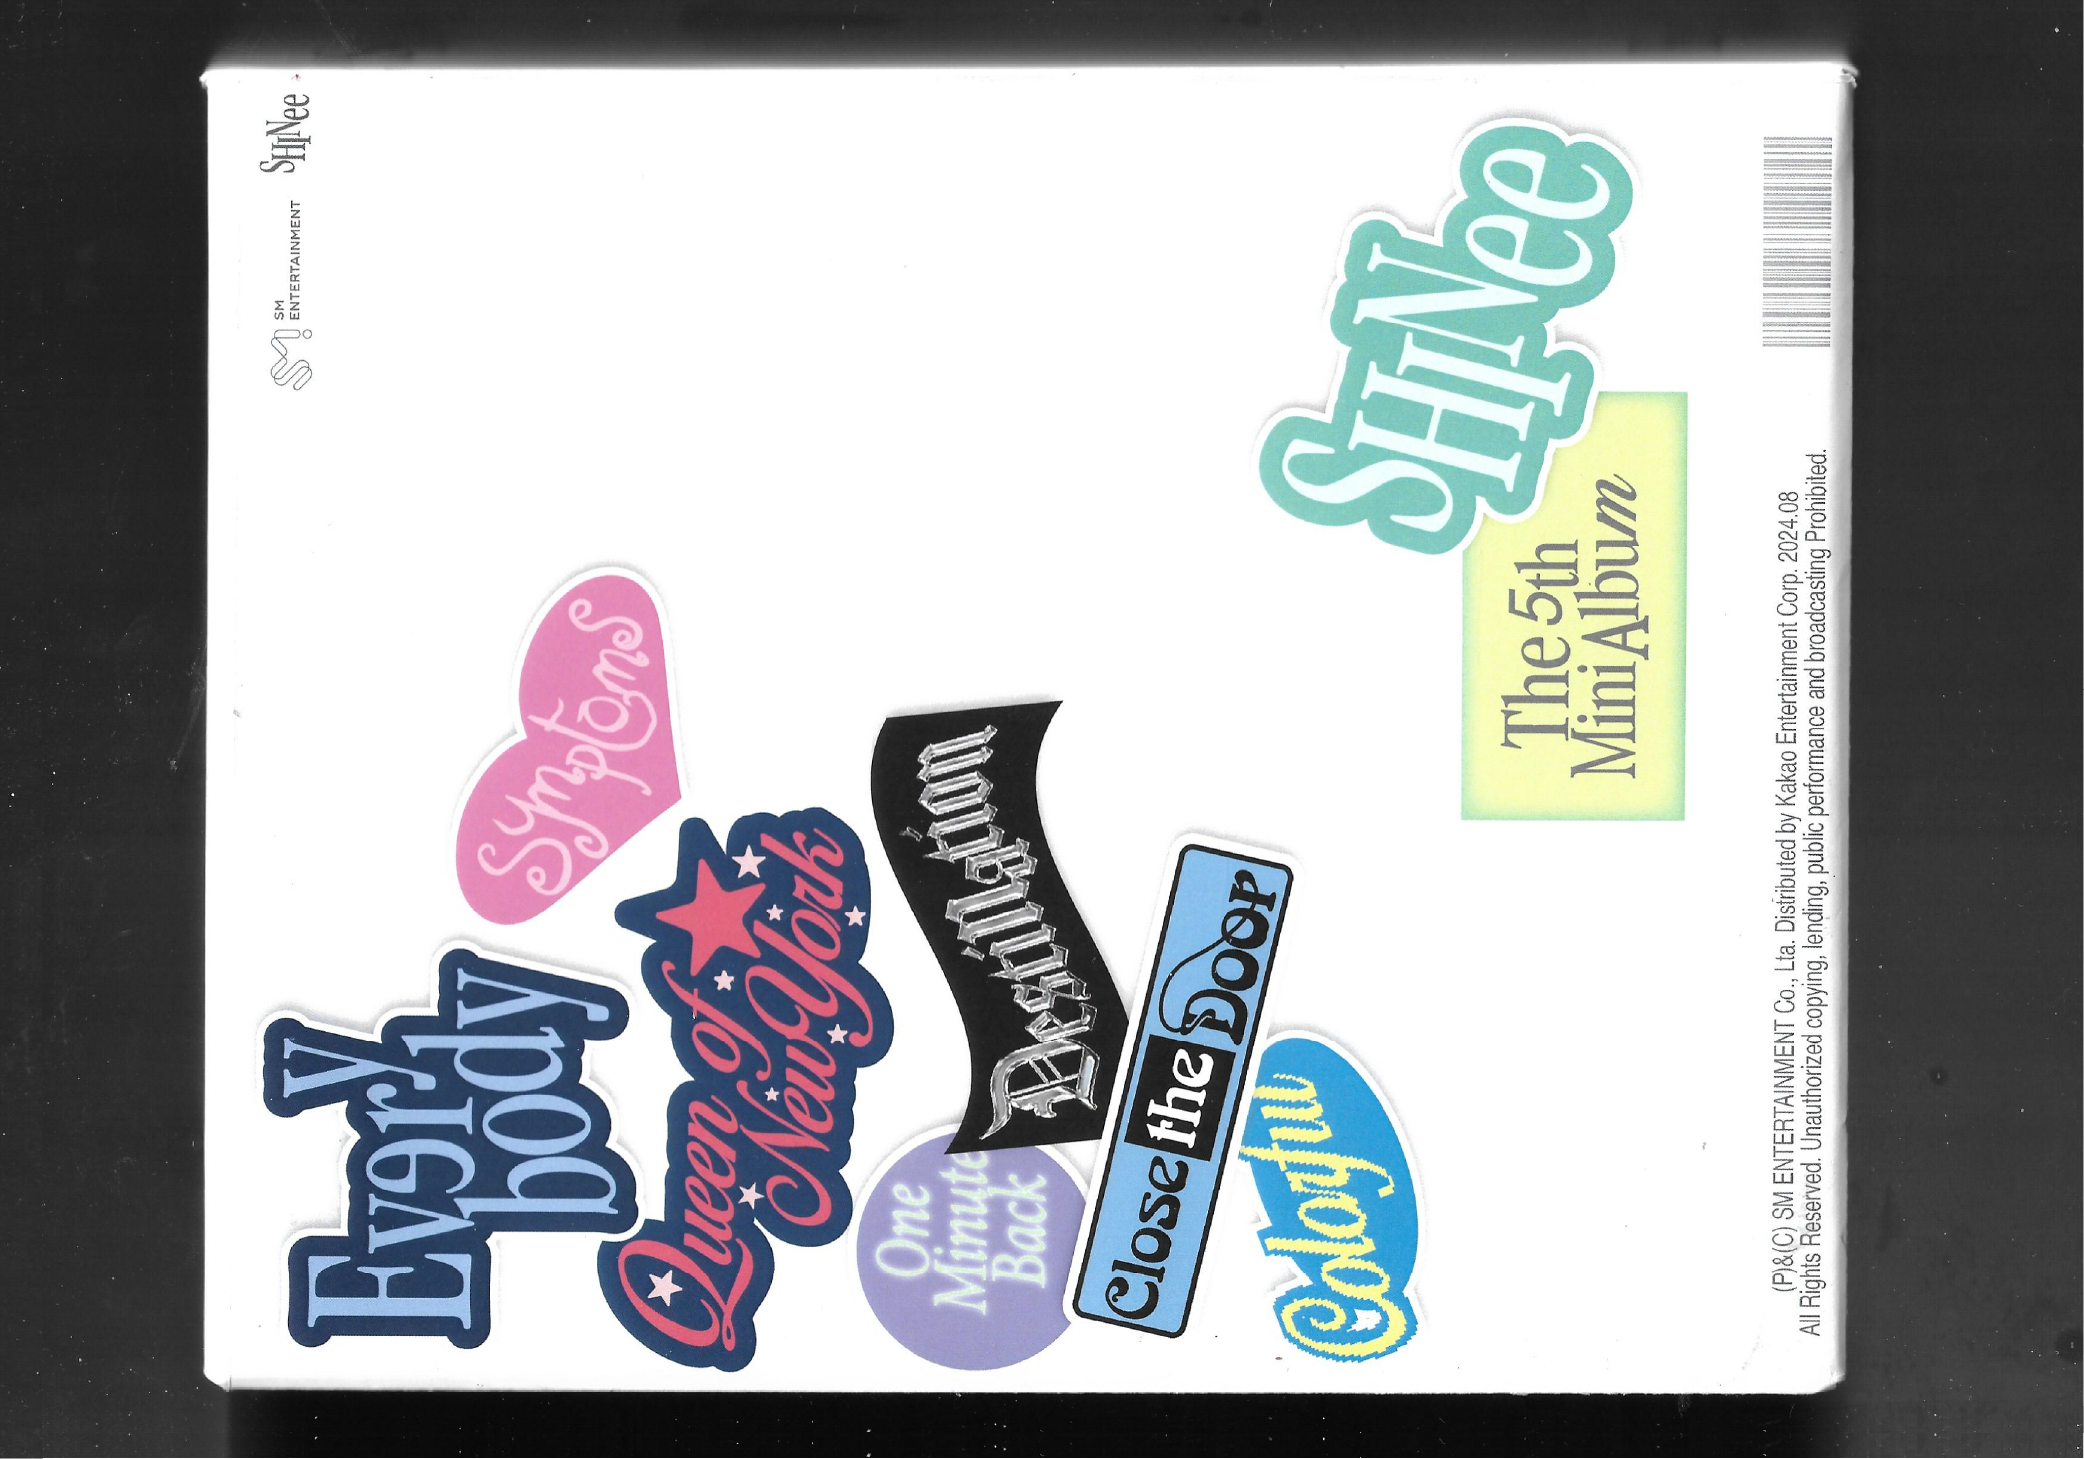 SM
ENTERTAINMENT
SHINee
Every
body
Symptoms
Queen of
New York
One
Minute
Back
Destination
Close the Door
Colorful
SHINee
The 5th
Mini Album
(P)&(C) SM ENTERTAINMENT Co., Lta. Distributed by Kakao Entertainment Corp. 2024.08
All Rights Reserved. Unauthorized copying, lending, public performance and broadcasting Prohibited.